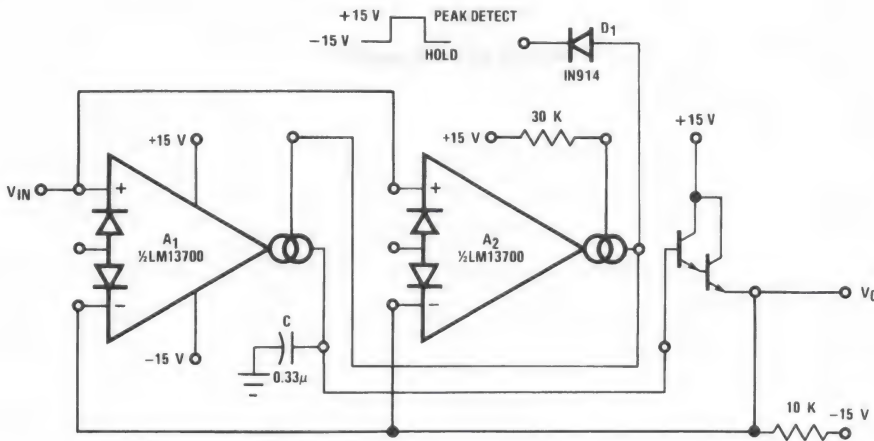 +15 V PEAK DETECT
−15 V HOLD
D1
IN914
30 K
+15 V
+15 V
+15 V
VIN
+
A1
½LM13700
−
+
A2
½LM13700
−
−15 V
C
0.33μ
10 K
−15 V